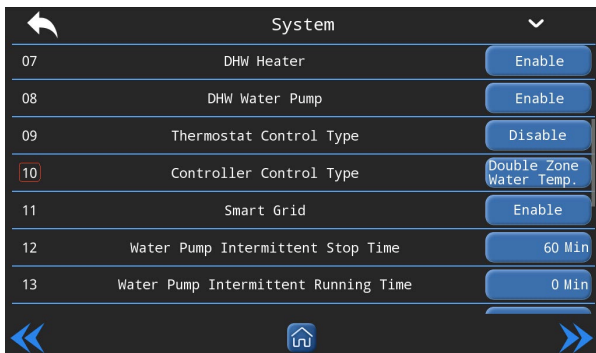 System
07 DHW Heater Enable
08 DHW Water Pump Enable
09 Thermostat Control Type Disable
10 Controller Control Type Double Zone
Water Temp.
11 Smart Grid Enable
12 Water Pump Intermittent Stop Time 60 Min
13 Water Pump Intermittent Running Time 0 Min